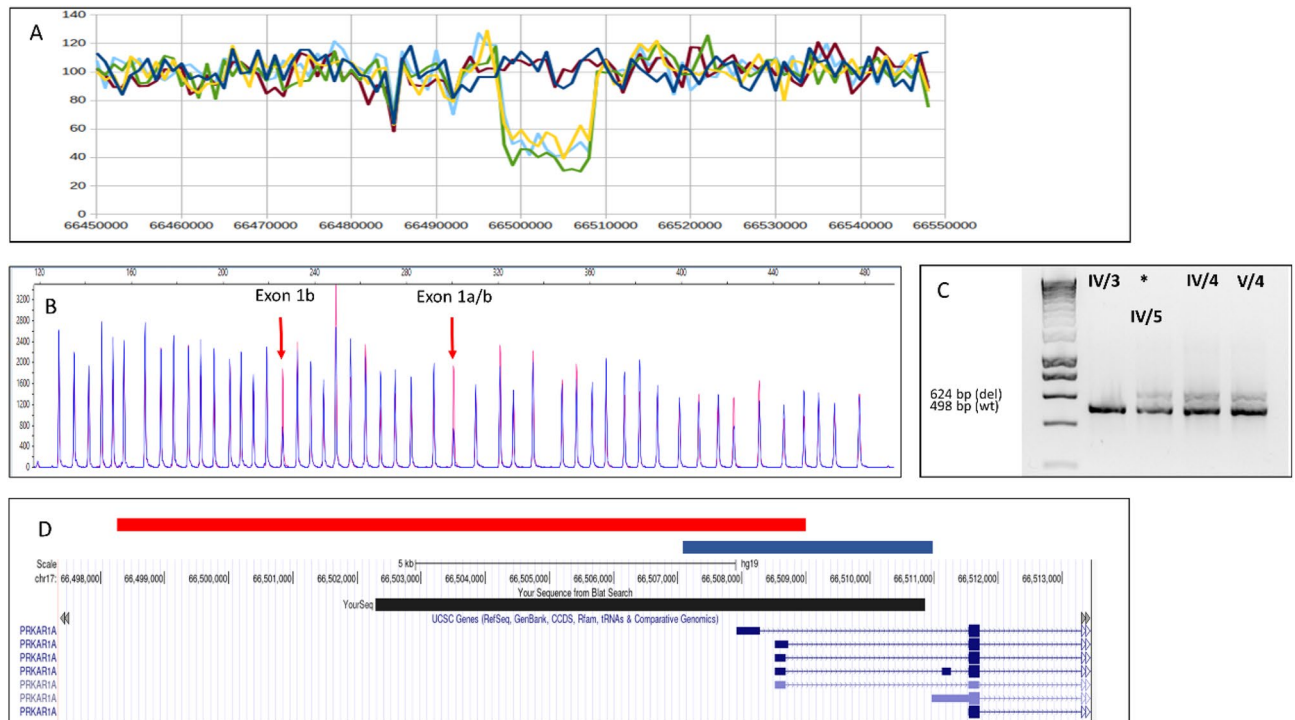 A
140
120
100
80
60
40
20
0
66450000 66460000 66470000 66480000 66490000 66500000 66510000 66520000 66530000 66540000 66550000
B
120 160 200 240 280 320 360 400 440 480
3200
2800
2400
2000
1600
1200
800
400
0
Exon 1b
Exon 1a/b
C
IV/3 * IV/4 V/4
IV/5
624 bp (del)
498 bp (wt)
D
Scale 5 kb hg19
chr17: 66,498,000 66,499,000 66,500,000 66,501,000 66,502,000 66,503,000 66,504,000 66,505,000 66,506,000 66,507,000 66,508,000 66,509,000 66,510,000 66,511,000 66,512,000 66,513,000
Your Sequence from Blat Search
YourSeq
UCSC Genes (RefSeq, GenBank, CCDS, Rfam, tRNAs & Comparative Genomics)
PRKAR1A
PRKAR1A
PRKAR1A
PRKAR1A
PRKAR1A
PRKAR1A
PRKAR1A